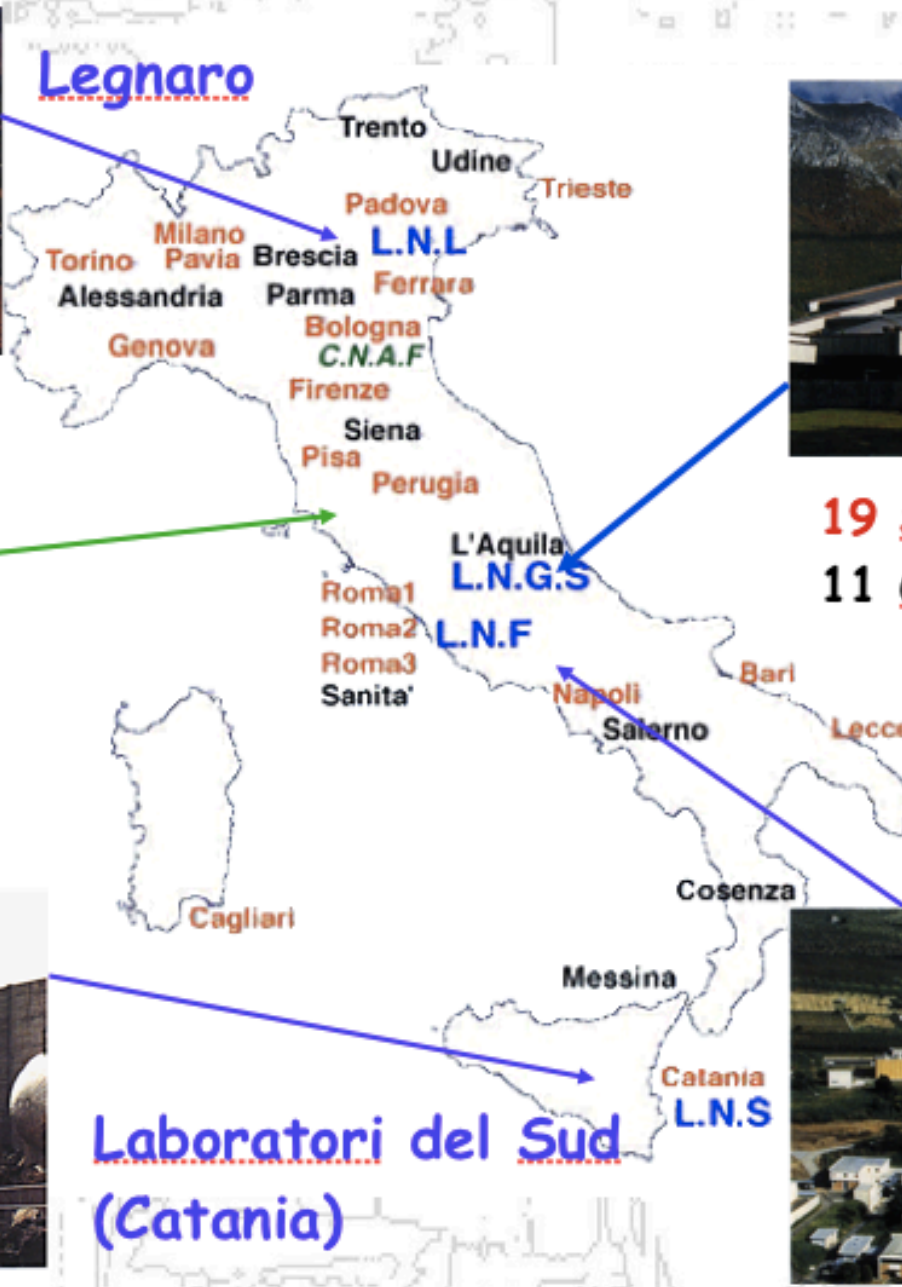 Legnaro
Trento
Udine
Trieste
Padova
Milano
L.N.L
Torino
Pavia
Brescia
Ferrara
Alessandria
Parma
Bologna
Genova
C.N.A.F
Firenze
Siena
Pisa
Perugia
19
L'Aquila
L.N.G.S
11
Roma1
Roma2
L.N.F
Roma3
Sanita'
Napoli
Bari
Salerno
Lecce
Cosenza
Cagliari
Messina
Catania
L.N.S
Laboratori del Sud
(Catania)